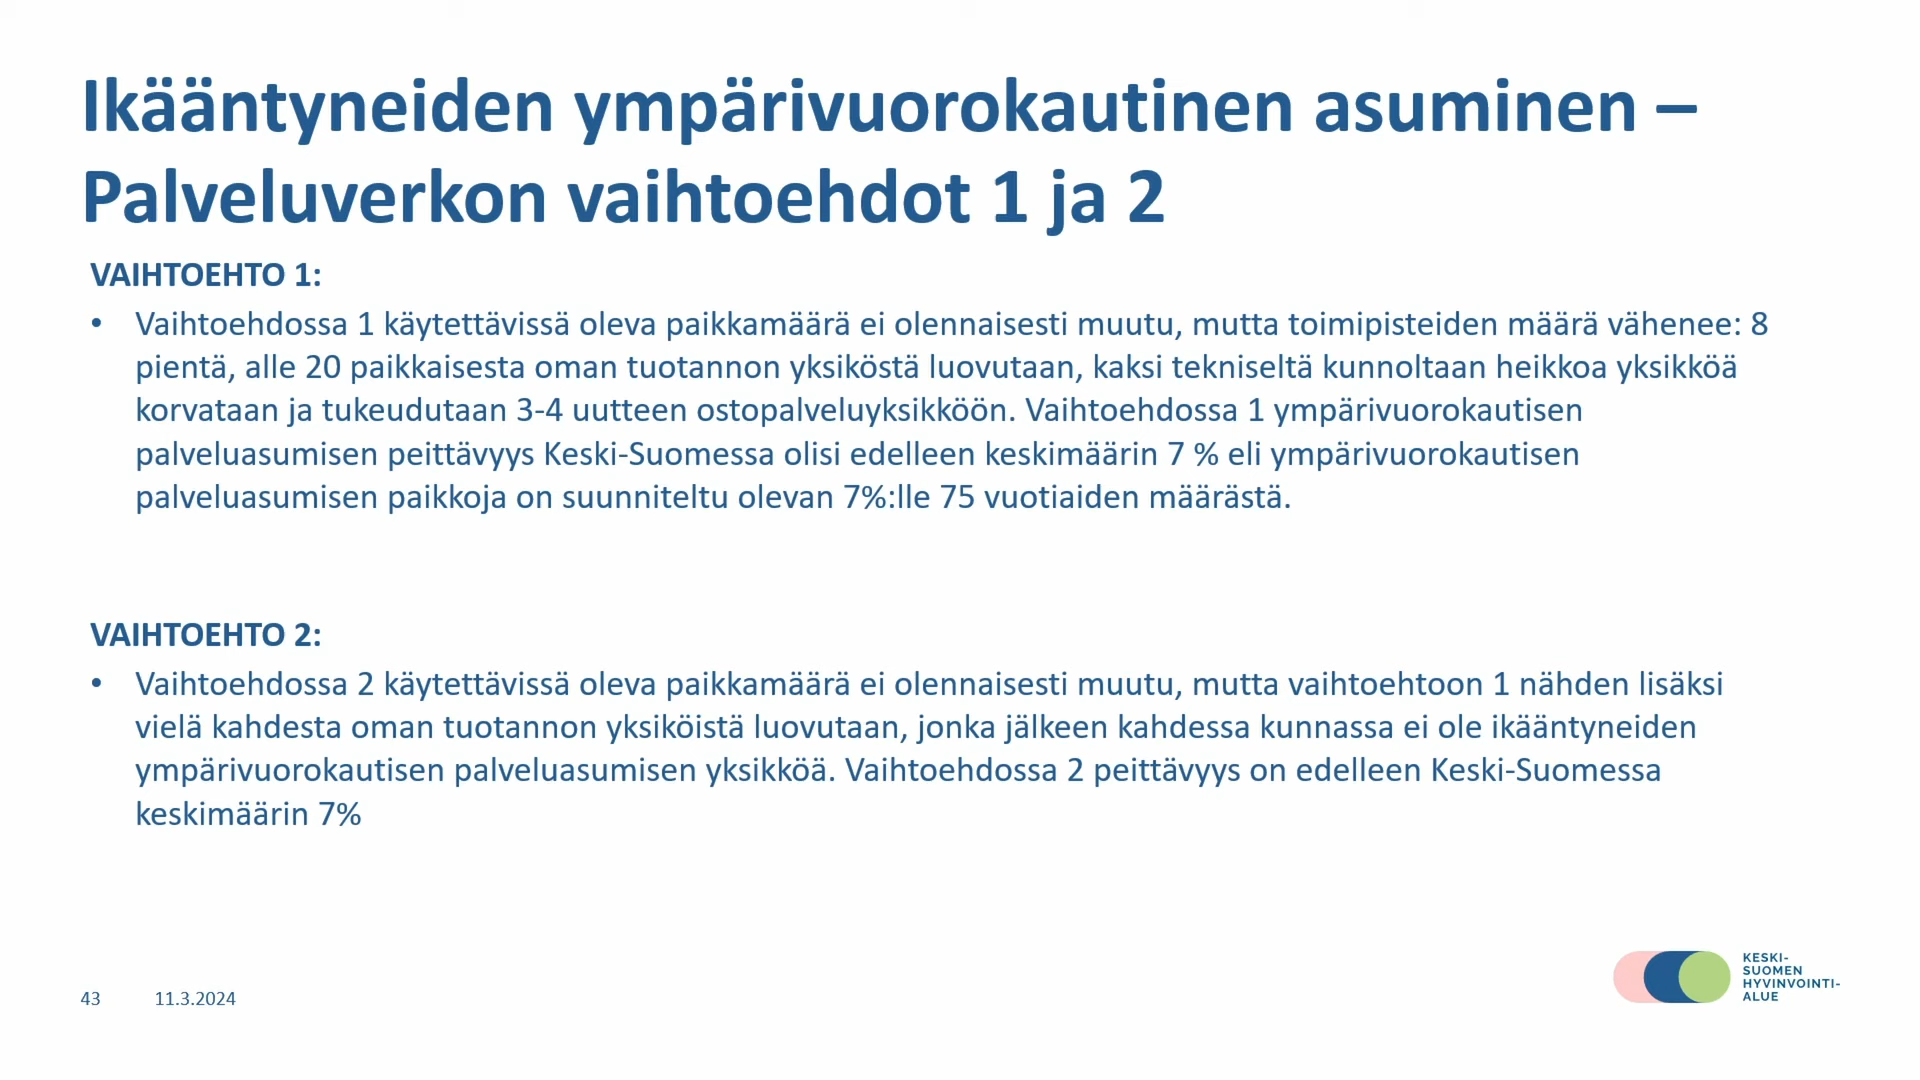 Ikääntyneiden ympärivuorokautinen asuminen –
Palveluverkon vaihtoehdot 1 ja 2
VAIHTOEHTO 1:
• Vaihtoehdossa 1 käytettävissä oleva paikkamäärä ei olennaisesti muutu, mutta toimipisteiden määrä vähenee: 8
pientä, alle 20 paikkaisesta oman tuotannon yksiköstä luovutaan, kaksi tekniseltä kunnoltaan heikkoa yksikköä
korvataan ja tukeudutaan 3-4 uutteen ostopalveluyksikköön. Vaihtoehdossa 1 ympärivuorokautisen
palveluasumisen peittävyys Keski-Suomessa olisi edelleen keskimäärin 7 % eli ympärivuorokautisen
palveluasumisen paikkoja on suunniteltu olevan 7%:lle 75 vuotiaiden määrästä.
VAIHTOEHTO 2:
• Vaihtoehdossa 2 käytettävissä oleva paikkamäärä ei olennaisesti muutu, mutta vaihtoehtoon 1 nähden lisäksi
vielä kahdesta oman tuotannon yksiköistä luovutaan, jonka jälkeen kahdessa kunnassa ei ole ikääntyneiden
ympärivuorokautisen palveluasumisen yksikköä. Vaihtoehdossa 2 peittävyys on edelleen Keski-Suomessa
keskimäärin 7%
43 11.3.2024
KESKI-
SUOMEN
HYVINVOINTI-
ALUE